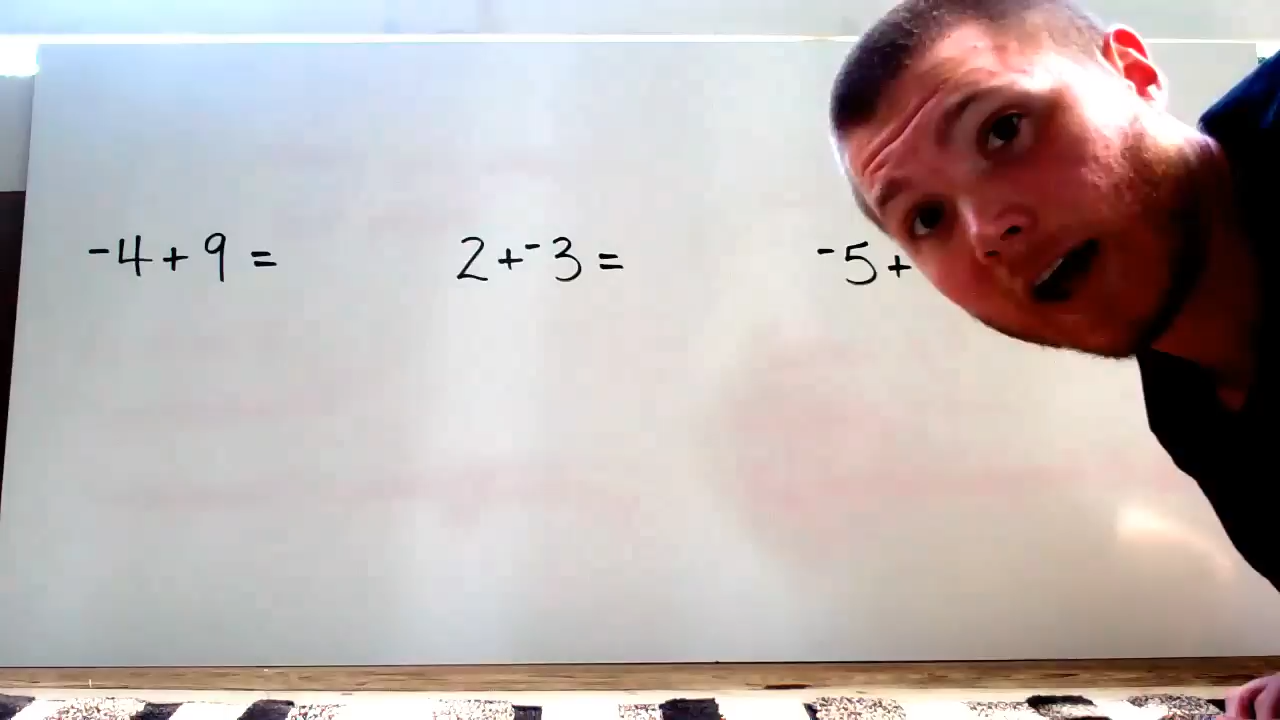 ⁻4 + 9 = 2 + ⁻3 = ⁻5 +